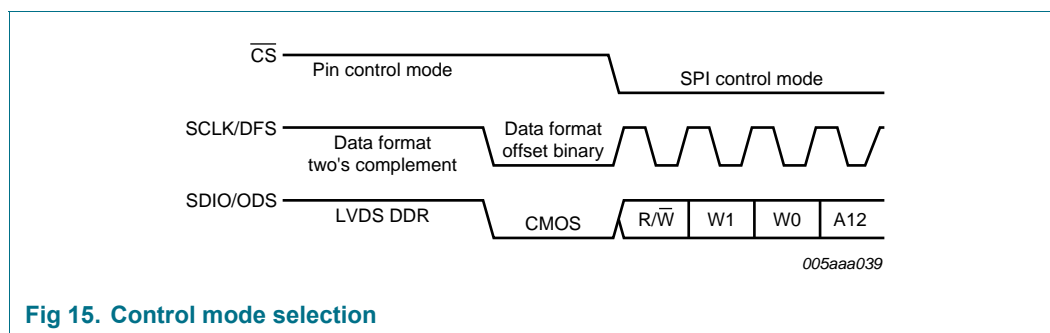 CS
Pin control mode
SPI control mode
SCLK/DFS
Data format
two's complement
Data format
offset binary
SDIO/ODS
LVDS DDR
CMOS
R/W
W1
W0
A12
005aaa039
Fig 15. Control mode selection